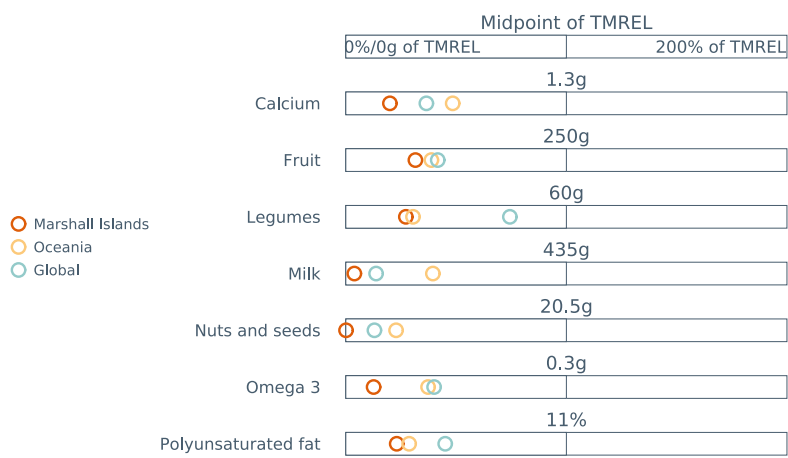 Midpoint of TMREL
0%/0g of TMREL 200% of TMREL
1.3g
Calcium
250g
Fruit
60g
Legumes
Marshall Islands
Oceania
Global
435g
Milk
20.5g
Nuts and seeds
0.3g
Omega 3
11%
Polyunsaturated fat